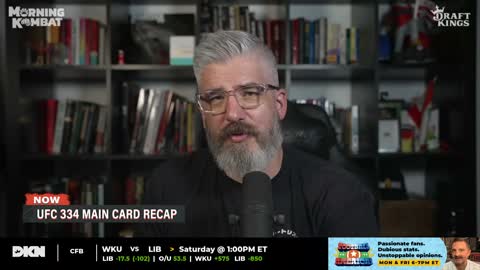 MORNING
KOMBAT
DRAFT
KINGS
NOW
UFC 334 MAIN CARD RECAP
DKN
CFB
WKU VS LIB > Saturday @ 1:00PM ET
LIB -17.5 (-102) | O/U 53.5 | WKU +575 LIB -850
Passionate fans.
Dubious stats.
Unstoppable opinions.
MON & FRI 6-7PM ET